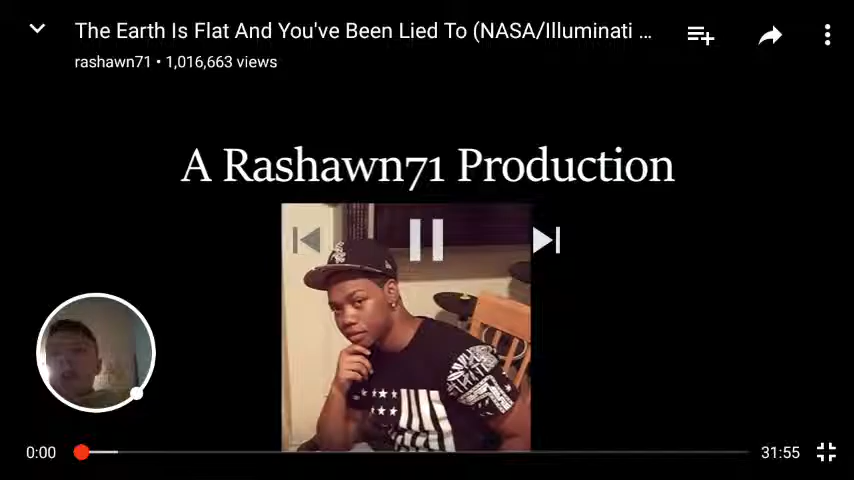 The Earth Is Flat And You've Been Lied To (NASA/Illuminati ...
rashawn71 • 1,016,663 views
A Rashawn71 Production
0:00
31:55